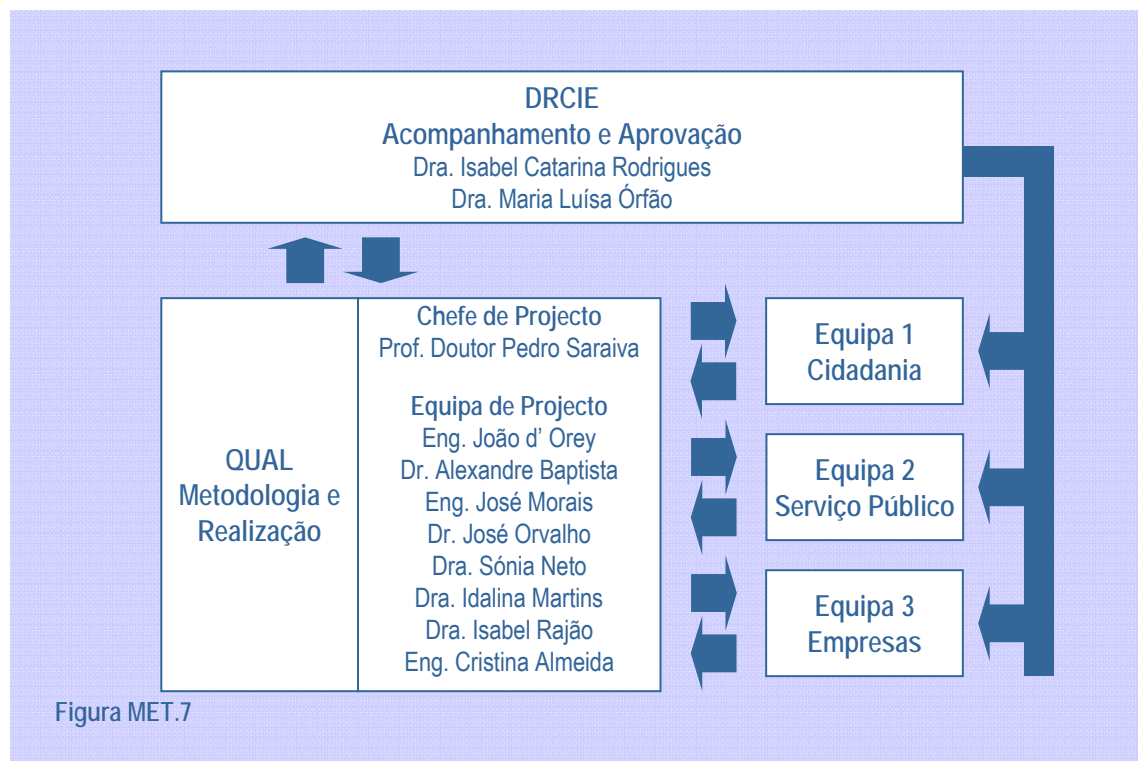 DRCIE
Acompanhamento e Aprovação
Dra. Isabel Catarina Rodrigues
Dra. Maria Luísa Órfão
QUAL
Metodologia e
Realização
Chefe de Projecto
Prof. Doutor Pedro Saraiva
Equipa de Projecto
Eng. João d' Orey
Dr. Alexandre Baptista
Eng. José Morais
Dr. José Orvalho
Dra. Sónia Neto
Dra. Idalina Martins
Dra. Isabel Rajão
Eng. Cristina Almeida
Equipa 1
Cidadania
Equipa 2
Serviço Público
Equipa 3
Empresas
Figura MET.7